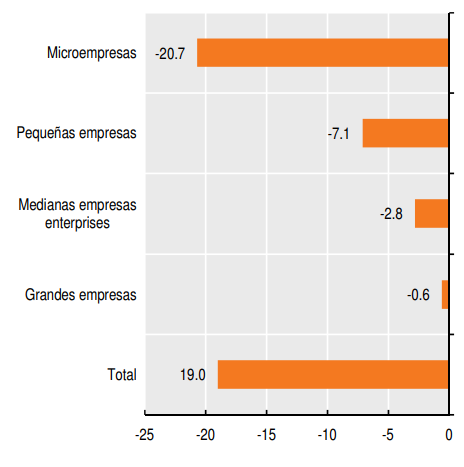 Microempresas -20.7
Pequeñas empresas -7.1
Medianas empresas
enterprises -2.8
Grandes empresas -0.6
Total 19.0
-25 -20 -15 -10 -5 0